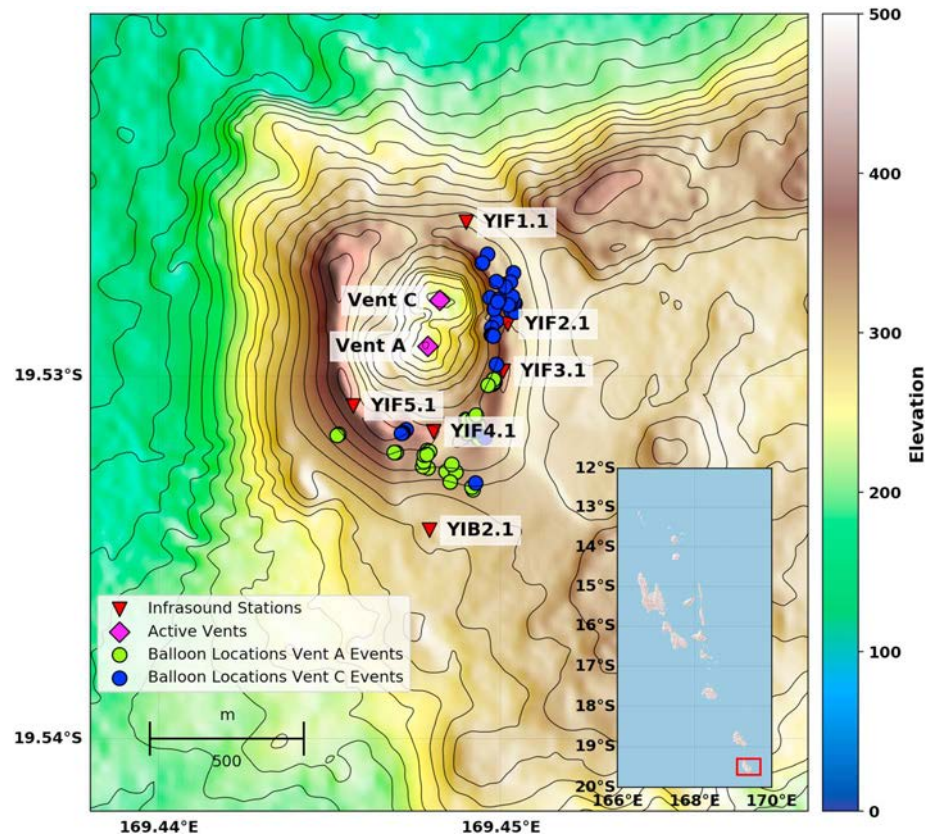 500
400
300
200
100
0
Elevation
YIF1.1
Vent C
YIF2.1
Vent A
YIF3.1
19.53°S
YIF5.1
YIF4.1
YIB2.1
Infrasound Stations
Active Vents
Balloon Locations Vent A Events
Balloon Locations Vent C Events
m
500
19.54°S
169.44°E
169.45°E
12°S
13°S
14°S
15°S
16°S
17°S
18°S
19°S
20°S
166°E
168°E
170°E